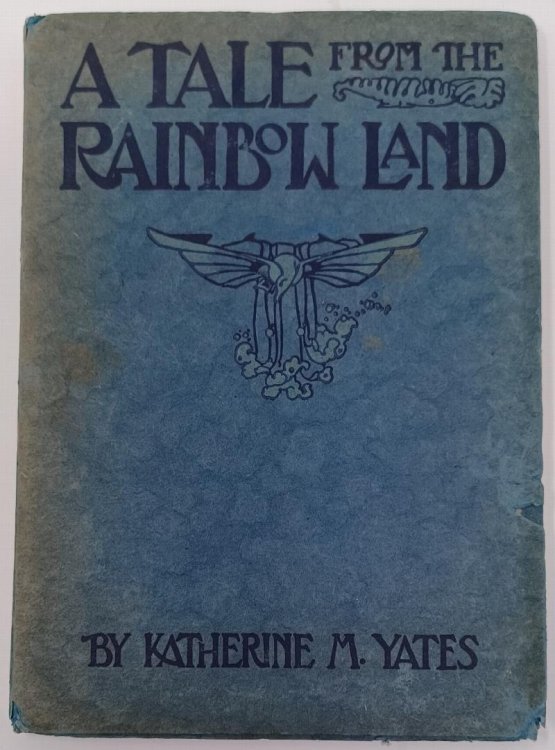 A TALE FROM THE
RAINBOW LAND
BY KATHERINE M. YATES